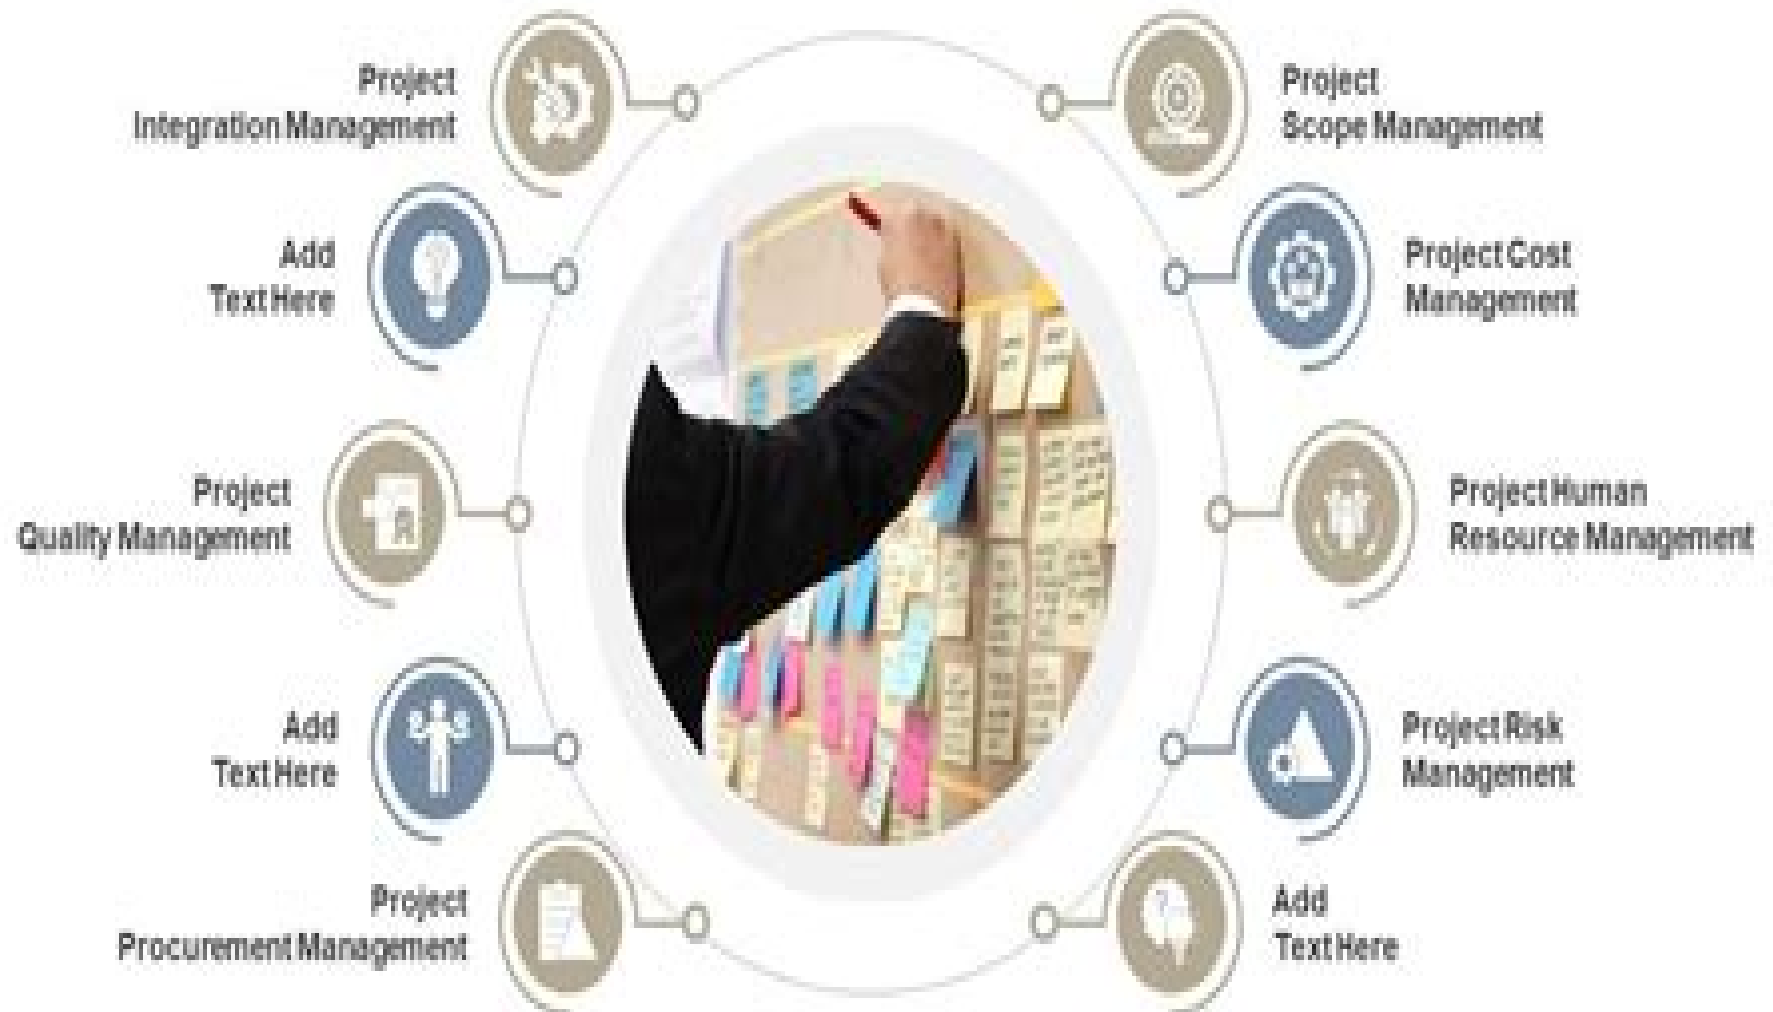 Project
Integration Management
Add
Text Here
Project
Quality Management
Add
Text Here
Project
Procurement Management
Project
Scope Management
Project Cost
Management
Project Human
Resource Management
Project Risk
Management
Add
Text Here